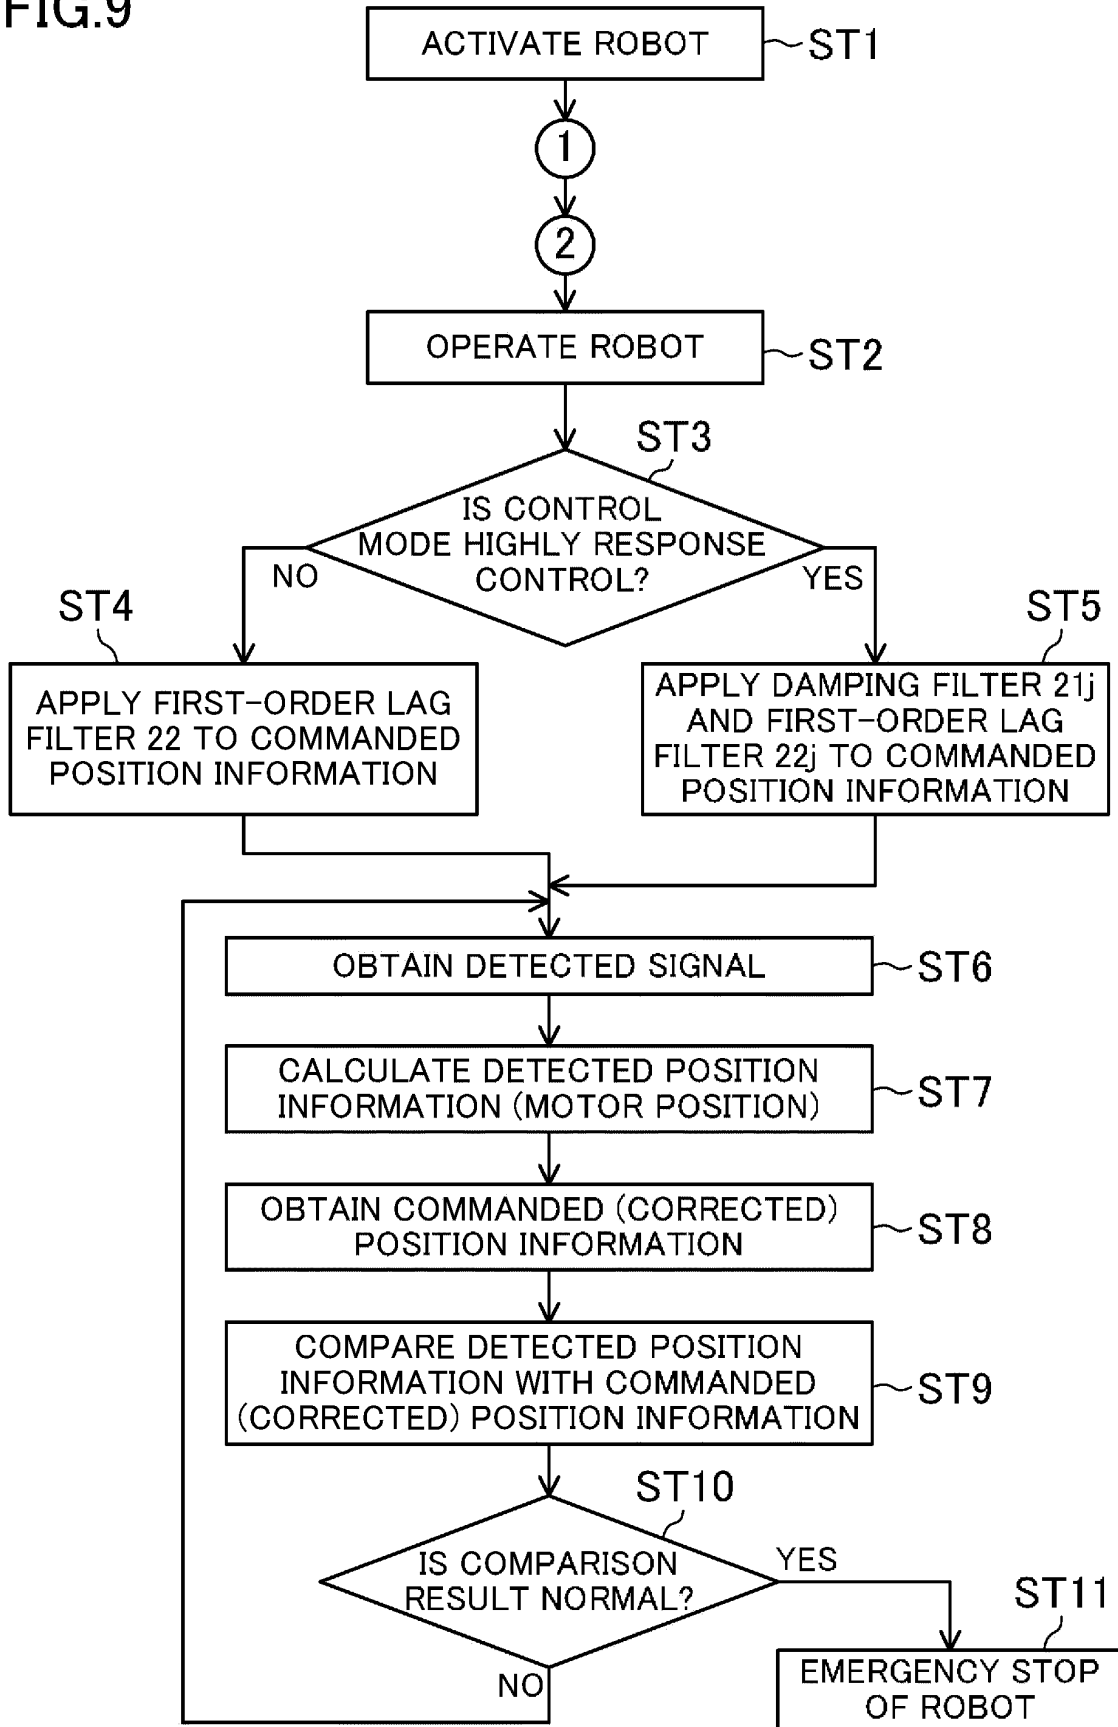 FIG.9
ACTIVATE ROBOT
ST1
1
2
OPERATE ROBOT
ST2
ST3
IS CONTROL
MODE HIGHLY RESPONSE
CONTROL?
NO
YES
ST4
APPLY FIRST-ORDER LAG
FILTER 22 TO COMMANDED
POSITION INFORMATION
ST5
APPLY DAMPING FILTER 21j
AND FIRST-ORDER LAG
FILTER 22j TO COMMANDED
POSITION INFORMATION
OBTAIN DETECTED SIGNAL
ST6
CALCULATE DETECTED POSITION
INFORMATION (MOTOR POSITION)
ST7
OBTAIN COMMANDED (CORRECTED)
POSITION INFORMATION
ST8
COMPARE DETECTED POSITION
INFORMATION WITH COMMANDED
(CORRECTED) POSITION INFORMATION
ST9
ST10
IS COMPARISON
RESULT NORMAL?
YES
NO
ST11
EMERGENCY STOP
OF ROBOT